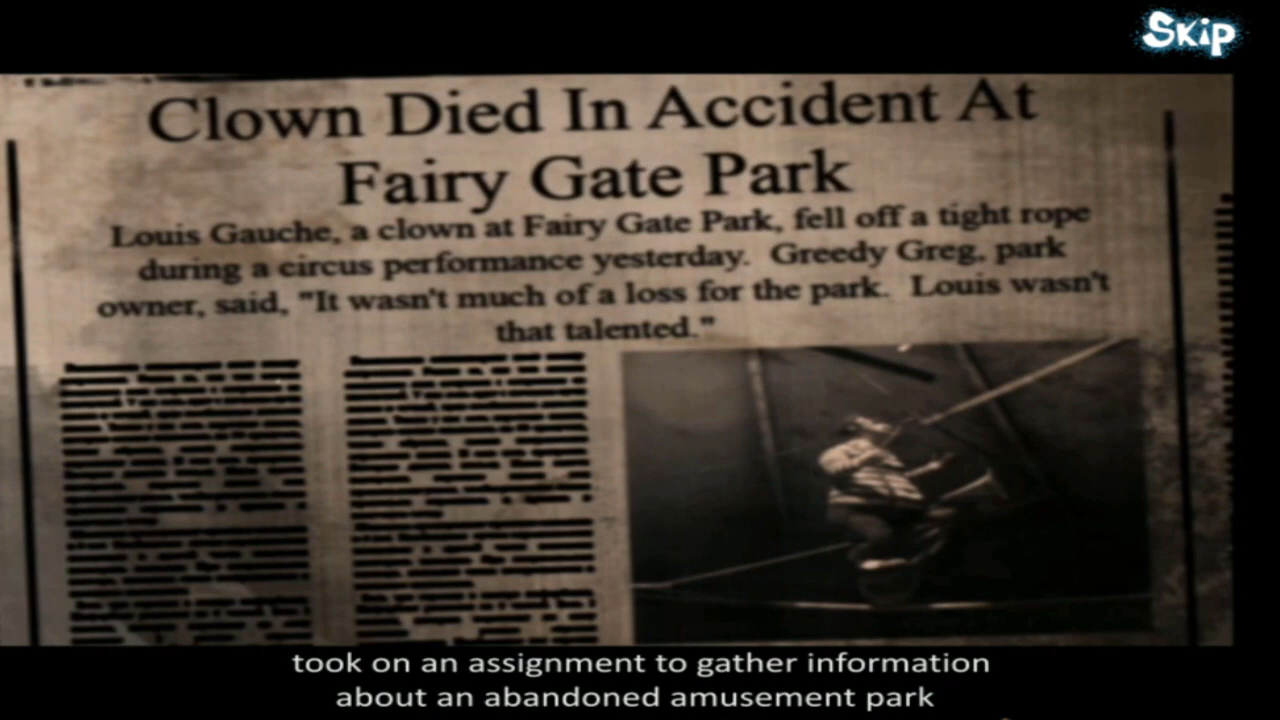 Skip
Clown Died In Accident At
Fairy Gate Park
Louis Gauche, a clown at Fairy Gate Park, fell off a tight rope
during a circus performance yesterday. Greedy Greg, park
owner, said, "It wasn't much of a loss for the park. Louis wasn't
that talented."
took on an assignment to gather information
about an abandoned amusement park